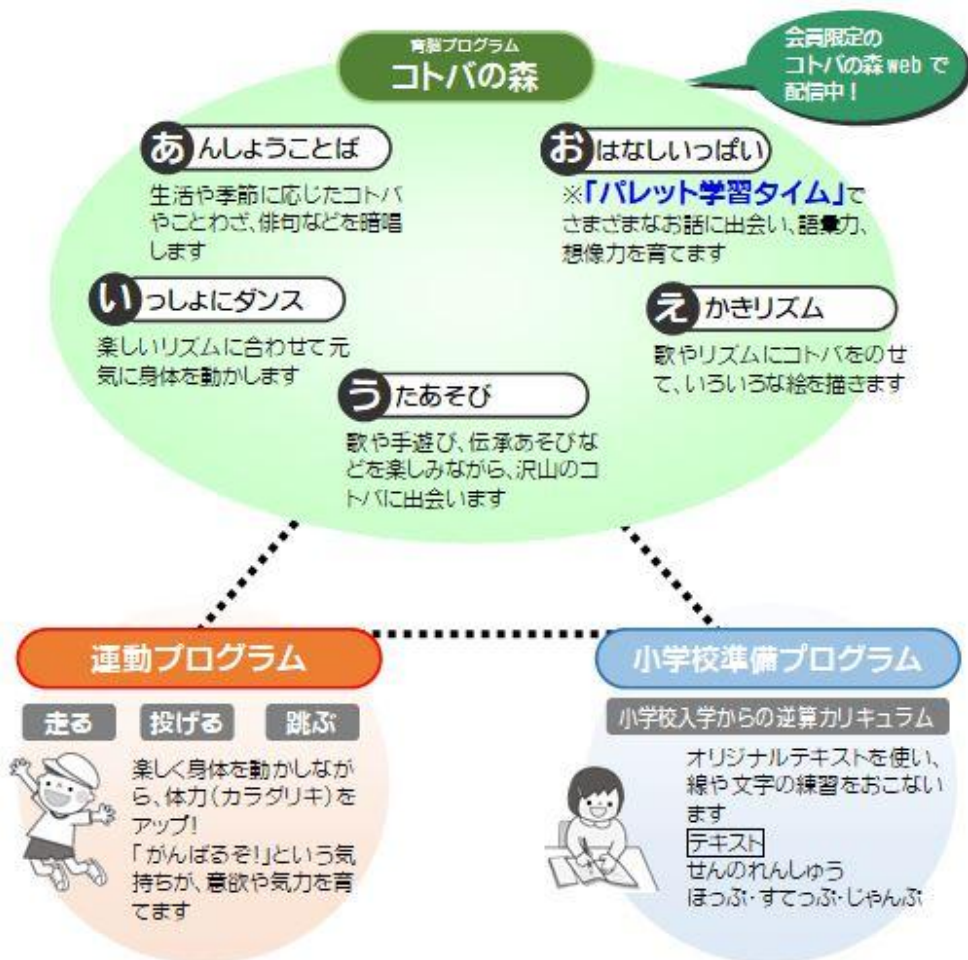 育脳プログラム
コトバの森
会員限定の
コトバの森webで
配信中！
あんしょうことば
生活や季節に応じたコトバ
やことわざ、俳句などを暗唱
します
おはなしいっぱい
※「パレット学習タイム」で
さまざまなお話に出会い、語彙力、
想像力を育てます
いっしょにダンス
楽しいリズムに合わせて元
気に身体を動かします
えかきリズム
歌やリズムにコトバをのせ
て、いろいろな絵を描きます
うたあそび
歌や手遊び、伝承あそびな
どを楽しみながら、沢山のコ
トバに出会います
運動プログラム
走る 投げる 跳ぶ
楽しく身体を動かしなが
ら、体力（カラダリキ）を
アップ！
「がんばるぞ！」という気
持ちが、意欲や気力を育
てます
小学校準備プログラム
小学校入学からの逆算カリキュラム
オリジナルテキストを使い、
線や文字の練習をおこない
ます
テキスト
せんのれんしゅう
ほっぷ・すてっぷ・じゃんぷ